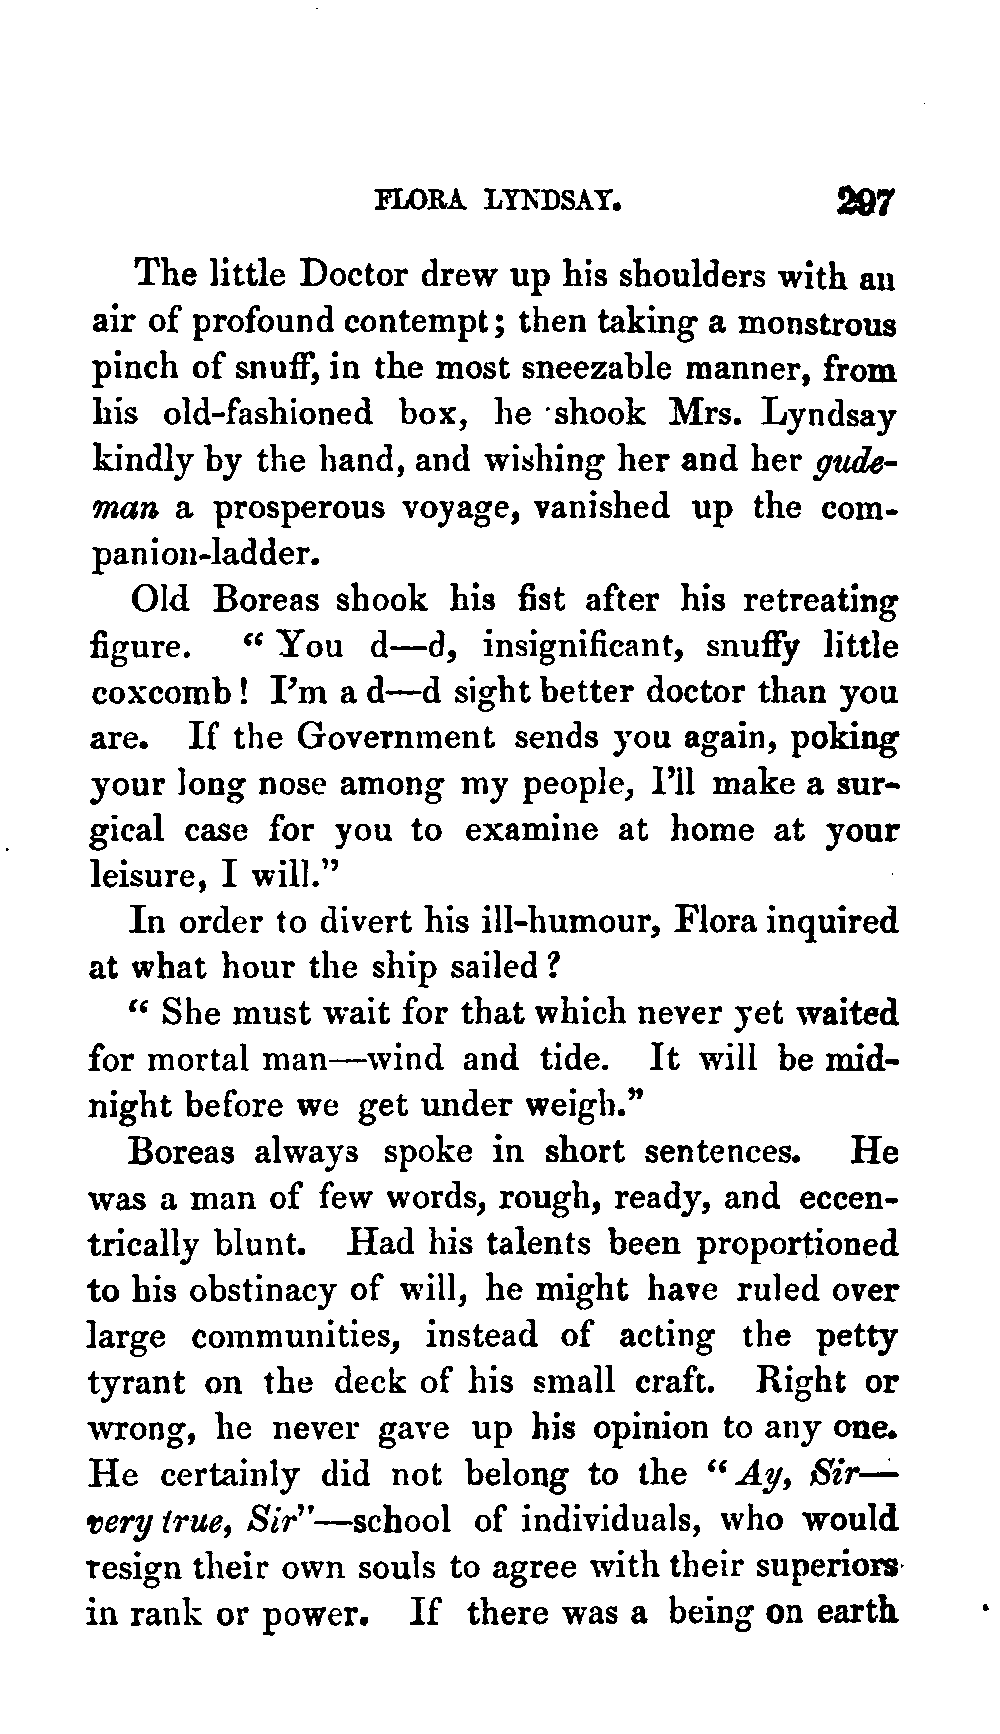 FLORA LYNDSAY. 297
The little Doctor drew up his shoulders with an
air of profound contempt; then taking a monstrous
pinch of snuff, in the most sneezable manner, from
his old-fashioned box, he shook Mrs. Lyndsay
kindly by the hand, and wishing her and her gude-
man a prosperous voyage, vanished up the com-
panion-ladder.
Old Boreas shook his fist after his retreating
figure. “You d—d, insignificant, snuffy little
coxcomb! I’m a d—d sight better doctor than you
are. If the Government sends you again, poking
your long nose among my people, I’ll make a sur-
gical case for you to examine at home at your
leisure, I will.”
In order to divert his ill-humour, Flora inquired
at what hour the ship sailed?
“She must wait for that which never yet waited
for mortal man—wind and tide. It will be mid-
night before we get under weigh.”
Boreas always spoke in short sentences. He
was a man of few words, rough, ready, and eccen-
trically blunt. Had his talents been proportioned
to his obstinacy of will, he might have ruled over
large communities, instead of acting the petty
tyrant on the deck of his small craft. Right or
wrong, he never gave up his opinion to any one.
He certainly did not belong to the “Ay, Sir—
very true, Sir”—school of individuals, who would
resign their own souls to agree with their superiors
in rank or power. If there was a being on earth